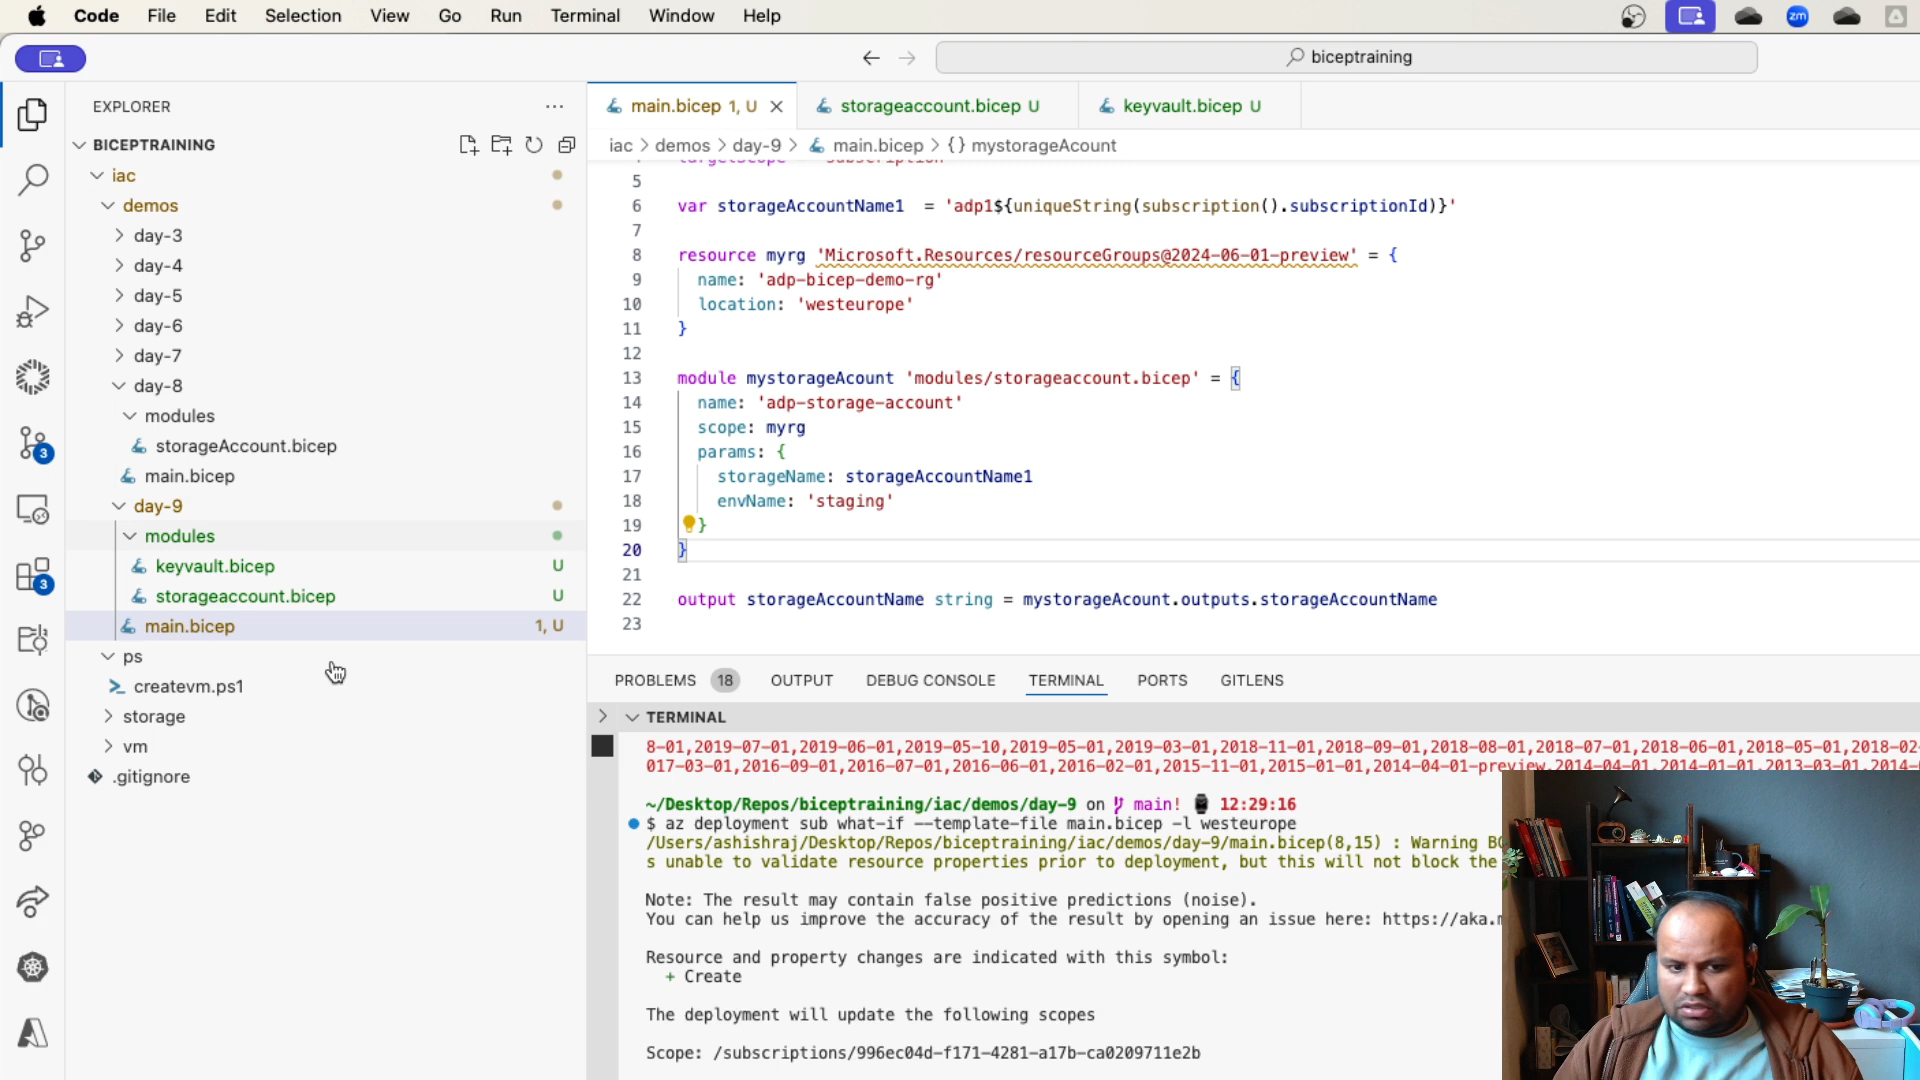 Code File Edit Selection View Go Run Terminal Window Help
zm
biceptraining
EXPLORER
BICEPTRAINING
iac
demos
day-3
day-4
day-5
day-6
day-7
day-8
modules
storageAccount.bicep
main.bicep
day-9
modules
keyvault.bicep U
storageaccount.bicep U
main.bicep 1, U
ps
createvm.ps1
storage
vm
.gitignore
3
3
main.bicep 1, U
storageaccount.bicep U
keyvault.bicep U
iac > demos > day-9 > main.bicep > {} mystorageAcount
5
6 var storageAccountName1 = 'adp1${uniqueString(subscription().subscriptionId)}'
7
8 resource myrg 'Microsoft.Resources/resourceGroups@2024-06-01-preview' = {
9 name: 'adp-bicep-demo-rg'
10 location: 'westeurope'
11 }
12
13 module mystorageAcount 'modules/storageaccount.bicep' = {
14 name: 'adp-storage-account'
15 scope: myrg
16 params: {
17 storageName: storageAccountName1
18 envName: 'staging'
19 }
20 }
21
22 output storageAccountName string = mystorageAcount.outputs.storageAccountName
23
PROBLEMS 18 OUTPUT DEBUG CONSOLE TERMINAL PORTS GITLENS
TERMINAL
8-01,2019-07-01,2019-06-01,2019-05-10,2019-05-01,2019-03-01,2018-11-01,2018-09-01,2018-08-01,2018-07-01,2018-06-01,2018-05-01,2018-02-
017-03-01,2016-09-01,2016-07-01,2016-06-01,2016-02-01,2015-11-01,2015-01-01,2014-04-01-preview,2014-04-01,2014-01-01,2013-03-01,2014-
~/Desktop/Repos/biceptraining/iac/demos/day-9 on main! 12:29:16
$ az deployment sub what-if --template-file main.bicep -l westeurope
/Users/ashishraj/Desktop/Repos/biceptraining/iac/demos/day-9/main.bicep(8,15) : Warning
s unable to validate resource properties prior to deployment, but this will not block the
Note: The result may contain false positive predictions (noise).
You can help us improve the accuracy of the result by opening an issue here: https://aka.
Resource and property changes are indicated with this symbol:
+ Create
The deployment will update the following scopes
Scope: /subscriptions/996ec04d-f171-4281-a17b-ca0209711e2b